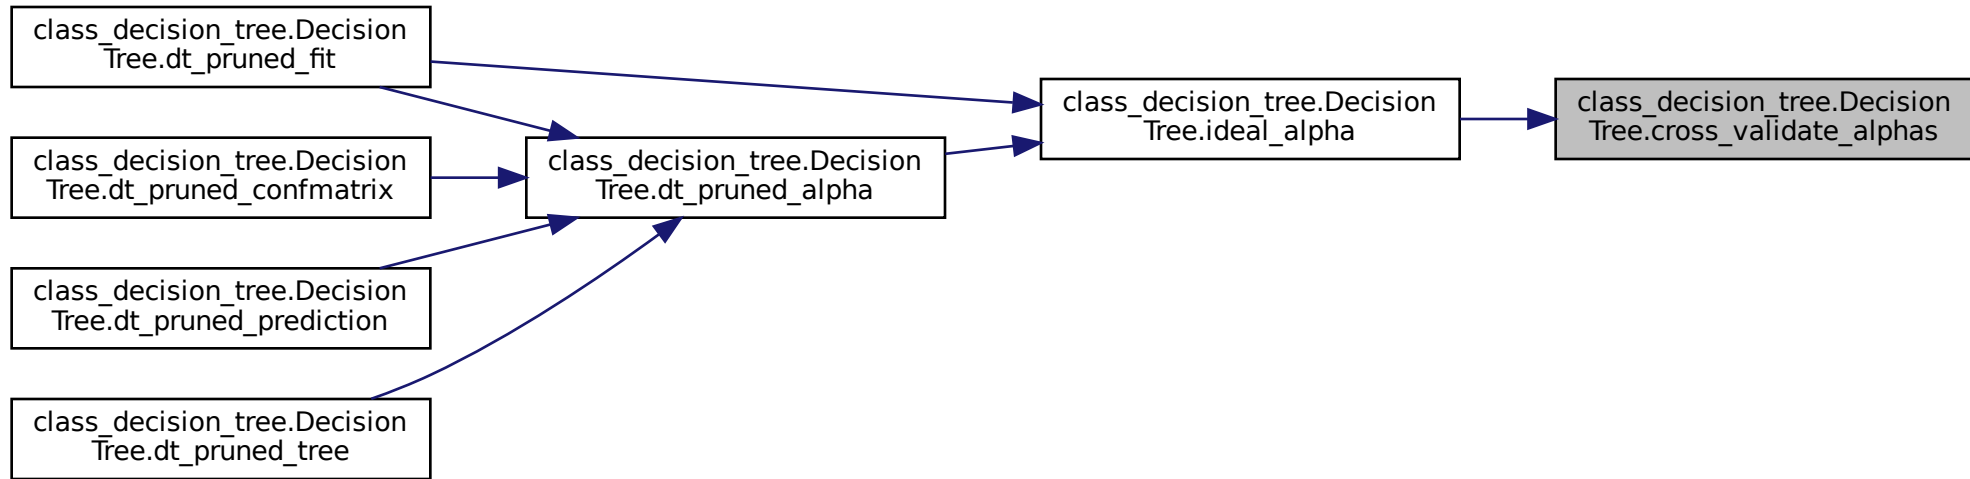 class_decision_tree.Decision
Tree.dt_pruned_fit
class_decision_tree.Decision
Tree.dt_pruned_confmatrix
class_decision_tree.Decision
Tree.dt_pruned_prediction
class_decision_tree.Decision
Tree.dt_pruned_tree
class_decision_tree.Decision
Tree.dt_pruned_alpha
class_decision_tree.Decision
Tree.ideal_alpha
class_decision_tree.Decision
Tree.cross_validate_alphas